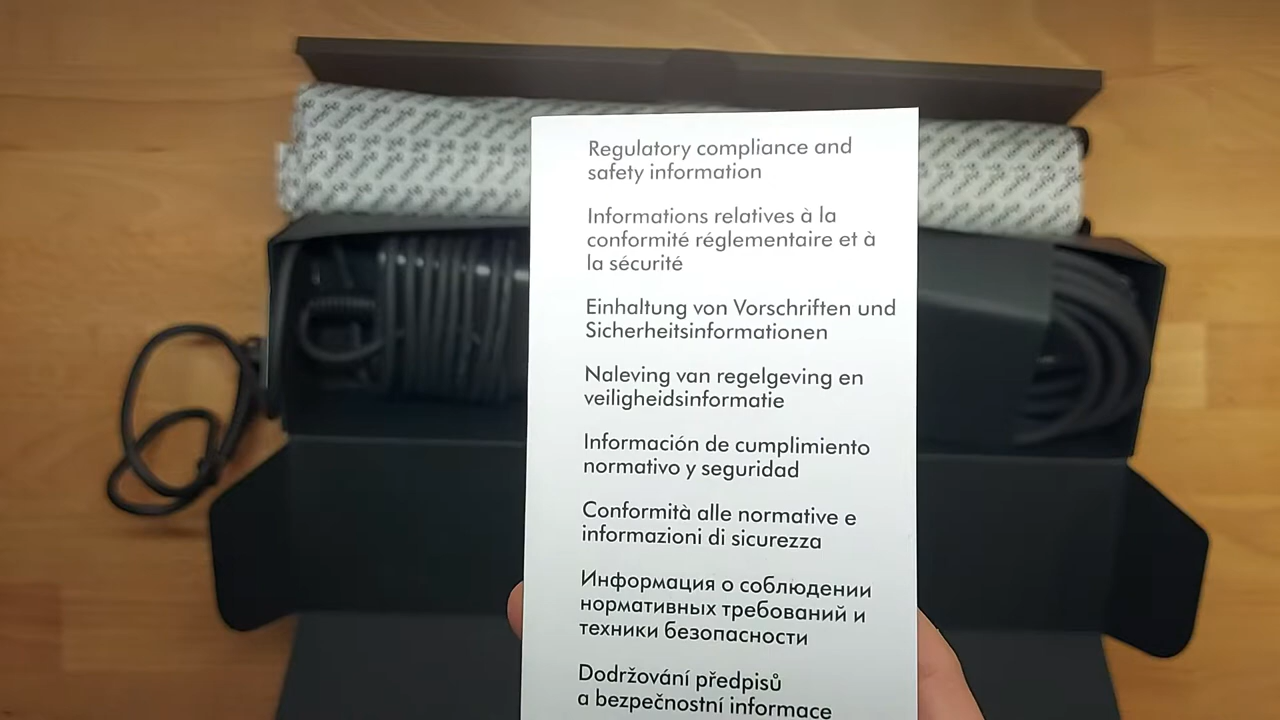 Regulatory compliance and
safety information
Informations relatives à la
conformité réglementaire et à
la sécurité
Einhaltung von Vorschriften und
Sicherheitsinformationen
Naleving van regelgeving en
veiligheidsinformatie
Información de cumplimiento
normativo y seguridad
Conformità alle normative e
informazioni di sicurezza
Информация о соблюдении
нормативных требований и
техники безопасности
Dodržování předpisů
a bezpečnostní informace